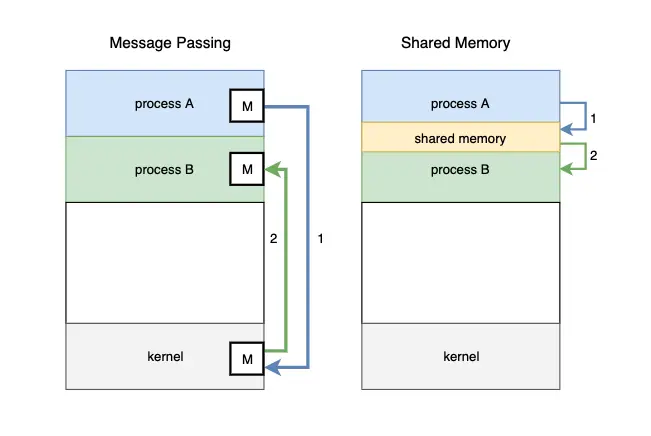 Message Passing
process A
M
process B
M
2
1
kernel
M
Shared Memory
process A
1
shared memory
2
process B
kernel